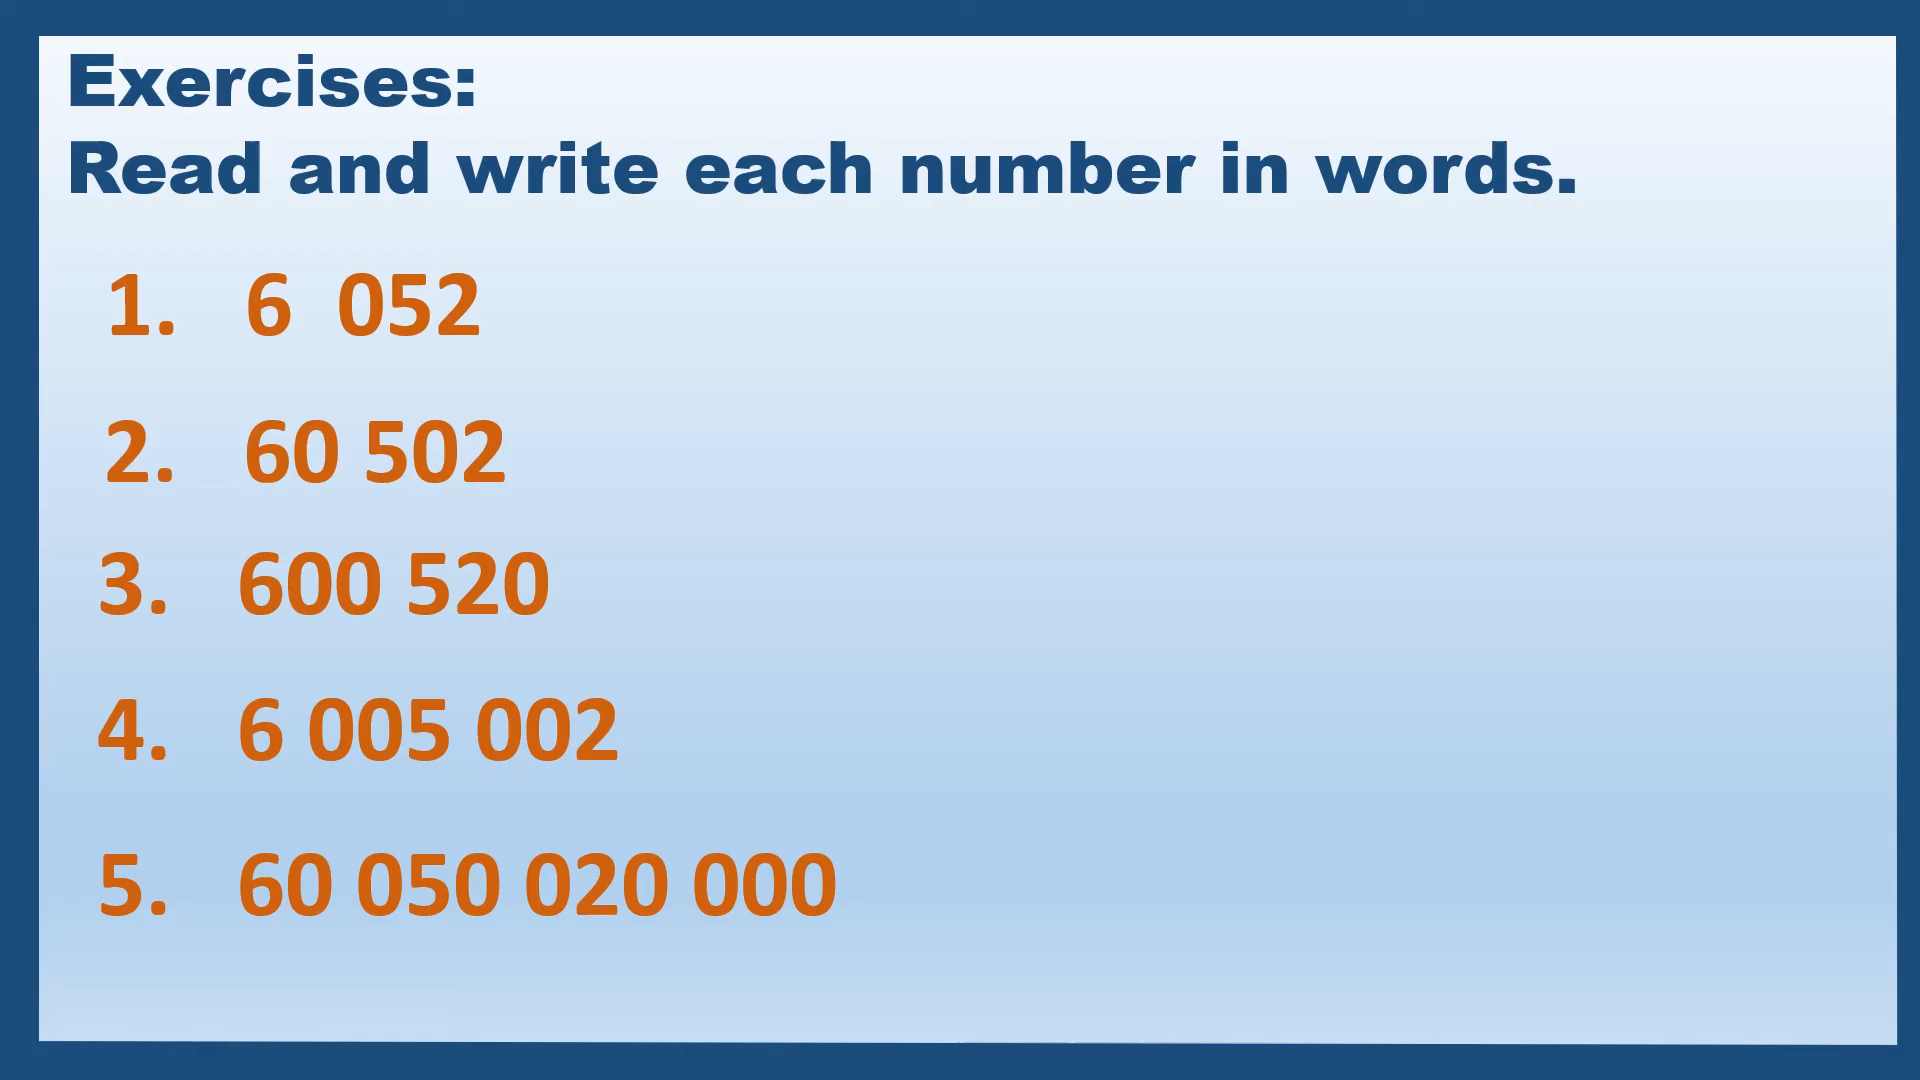 Exercises:
Read and write each number in words.
1. 6 052
2. 60 502
3. 600 520
4. 6 005 002
5. 60 050 020 000